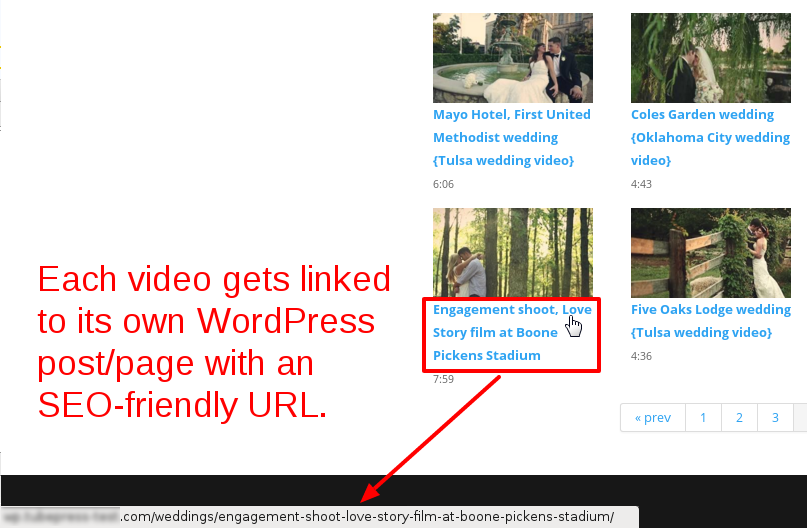 Mayo Hotel, First United
Methodist wedding
{Tulsa wedding video}
6:06
Coles Garden wedding
{Oklahoma City wedding
video}
4:43
Each video gets linked
to its own WordPress
post/page with an
SEO-friendly URL.
Engagement shoot, Love
Story film at Boone
Pickens Stadium
7:59
Five Oaks Lodge wedding
{Tulsa wedding video}
4:36
« prev 1 2 3
.com/weddings/engagement-shoot-love-story-film-at-boone-pickens-stadium/